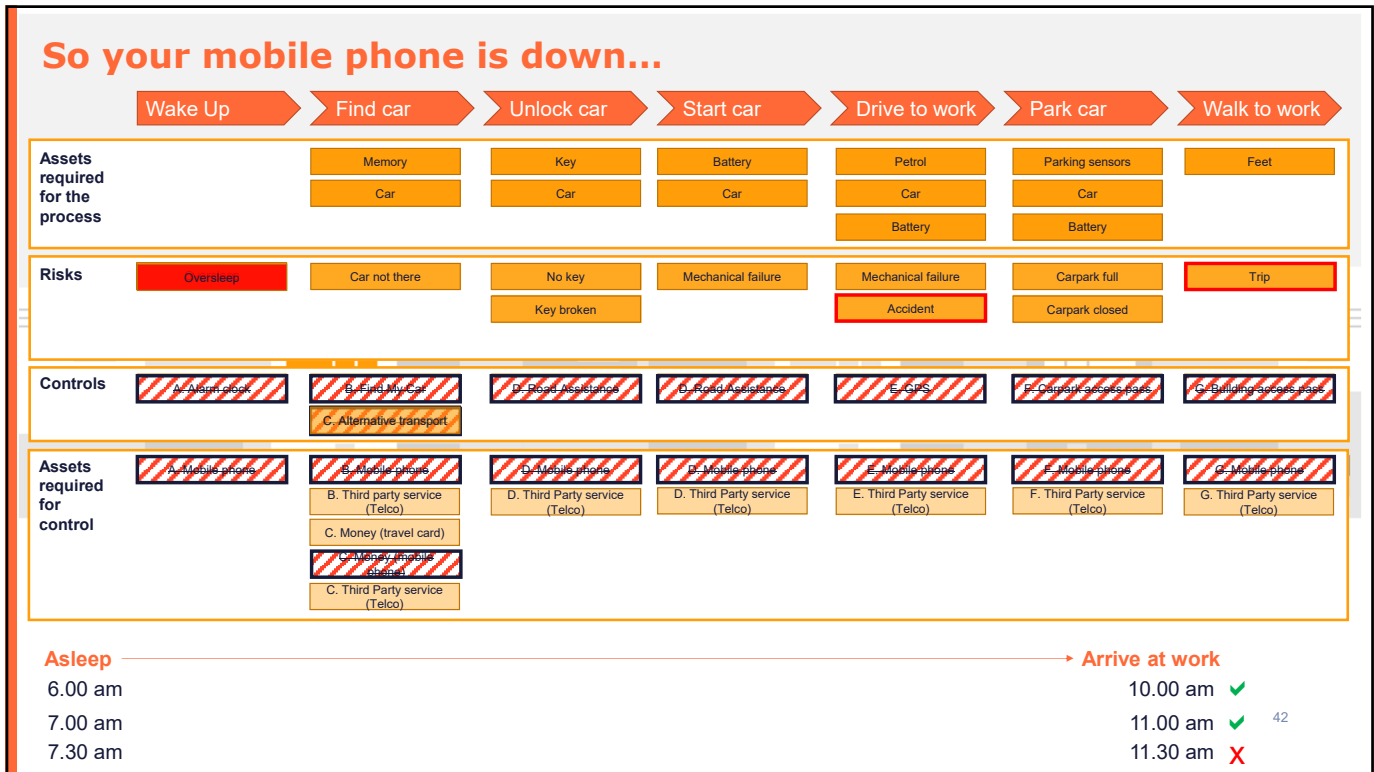 So your mobile phone is down...
Wake Up
Find car
Unlock car
Start car
Drive to work
Park car
Walk to work
Assets
required
for the
process
Memory
Key
Battery
Petrol
Parking sensors
Feet
Car
Car
Car
Car
Car
Battery
Battery
Risks
Oversleep
Car not there
No key
Mechanical failure
Mechanical failure
Carpark full
Trip
Key broken
Accident
Carpark closed
Controls
A. Alarm clock
B. Find My Car
D. Road Assistance
D. Road Assistance
E. GPS
F. Carpark access pass
G. Building access pass
C. Alternative transport
Assets
required
for
control
A. Mobile phone
B. Mobile phone
D. Mobile phone
D. Mobile phone
E. Mobile phone
F. Mobile phone
G. Mobile phone
B. Third party service
(Telco)
D. Third Party service
(Telco)
D. Third Party service
(Telco)
E. Third Party service
(Telco)
F. Third Party service
(Telco)
G. Third Party service
(Telco)
C. Money (travel card)
C. Money (mobile
phone)
C. Third Party service
(Telco)
Asleep
Arrive at work
6.00 am
10.00 am
7.00 am
11.00 am
42
7.30 am
11.30 am X